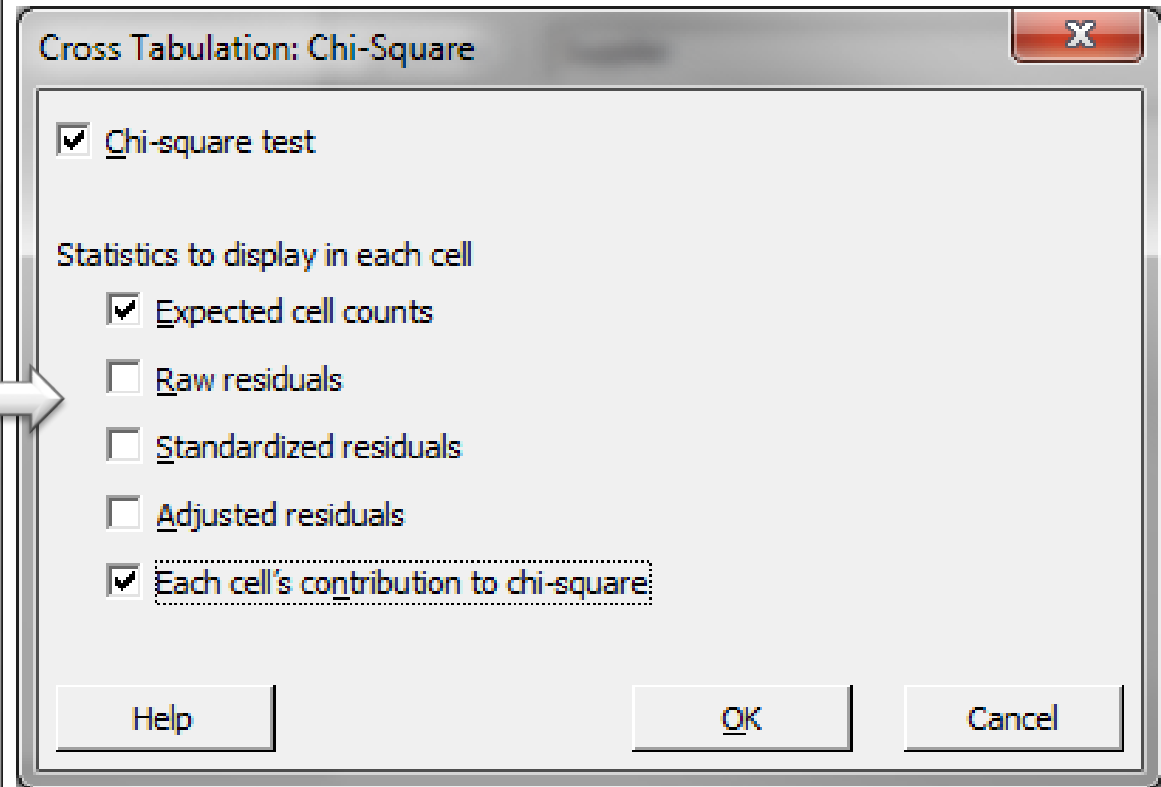 Cross Tabulation: Chi-Square
Chi-square test
Statistics to display in each cell
Expected cell counts
Raw residuals
Standardized residuals
Adjusted residuals
Each cell's contribution to chi-square
Help OK Cancel